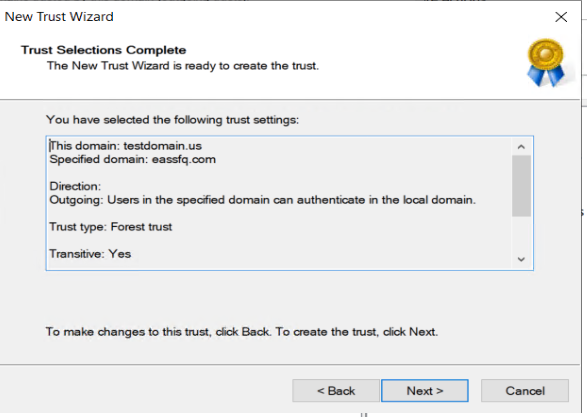 New Trust Wizard
Trust Selections Complete
The New Trust Wizard is ready to create the trust.
You have selected the following trust settings:
This domain: testdomain.us
Specified domain: eassfq.com
Direction:
Outgoing: Users in the specified domain can authenticate in the local domain.
Trust type: Forest trust
Transitive: Yes
To make changes to this trust, click Back. To create the trust, click Next.
< Back Next > Cancel